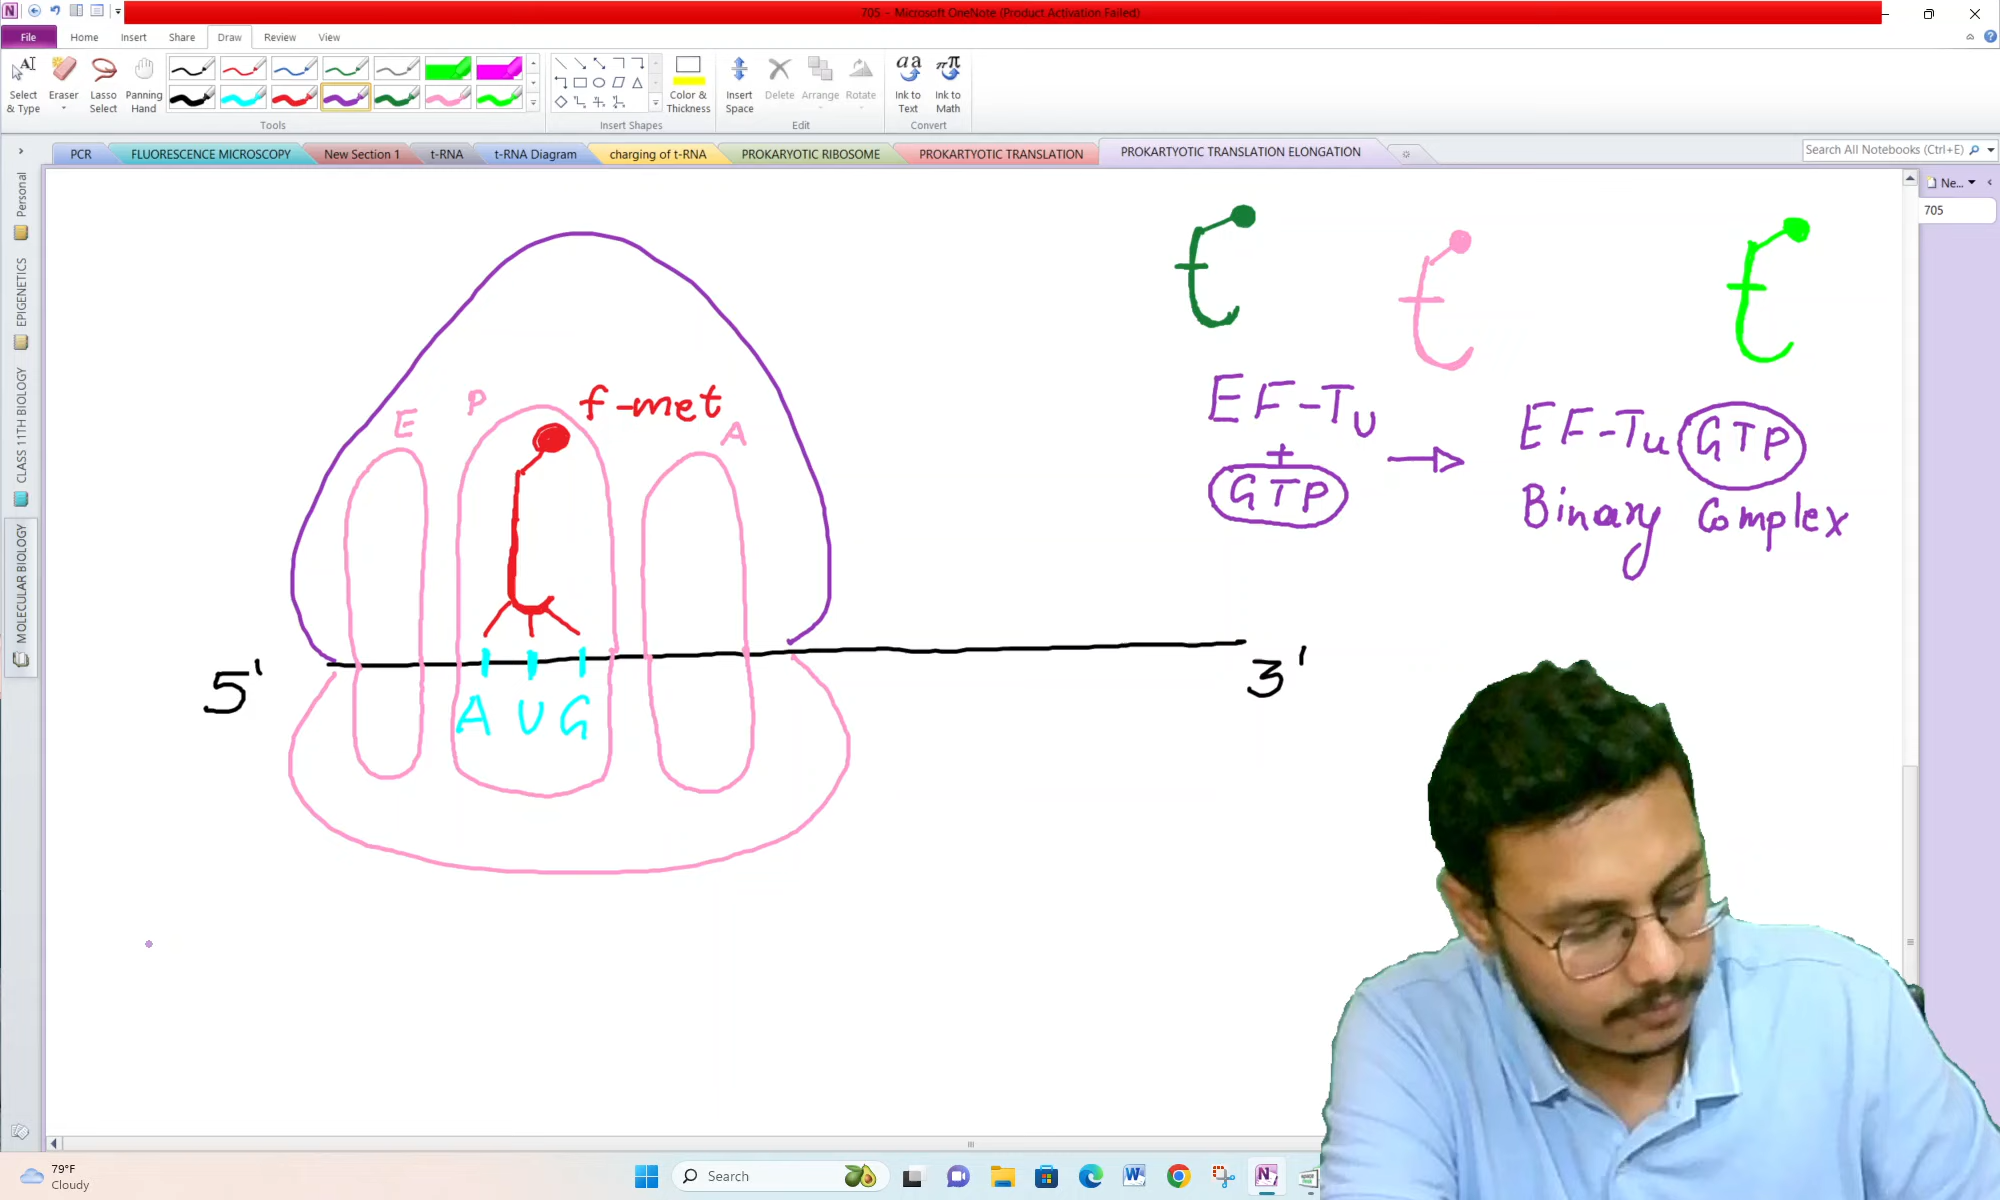 705 - Microsoft OneNote (Product Activation Failed)
File Home Insert Share Draw Review View
Select & Type
Eraser
Lasso Select
Panning Hand
Color & Thickness
Insert Space
Delete
Arrange
Rotate
Ink to Text
Ink to Math
Tools
Insert Shapes
Edit
Convert
PCR
FLUORESCENCE MICROSCOPY
New Section 1
t-RNA
t-RNA Diagram
charging of t-RNA
PROKARYOTIC RIBOSOME
PROKARTYOTIC TRANSLATION
PROKARTYOTIC TRANSLATION ELONGATION
Search All Notebooks (Ctrl+E)
Ne...
705
Personal
EPIGENETICS
CLASS 11TH BIOLOGY
MOLECULAR BIOLOGY
E P A
f-met
A U G
5'
3'
EF-Tu
+
GTP
EF-Tu GTP
Binary Complex
79°F
Cloudy
Search